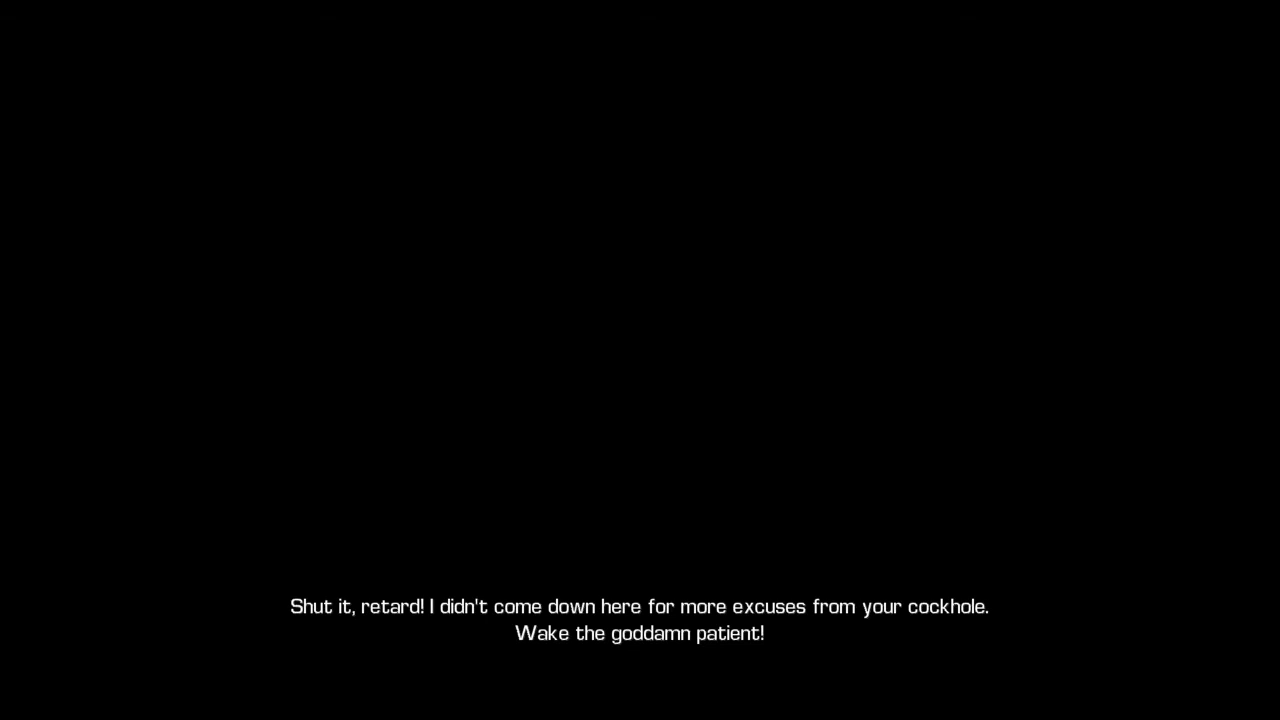 Shut it, retard! I didn't come down here for more excuses from your cockhole.
Wake the goddamn patient!